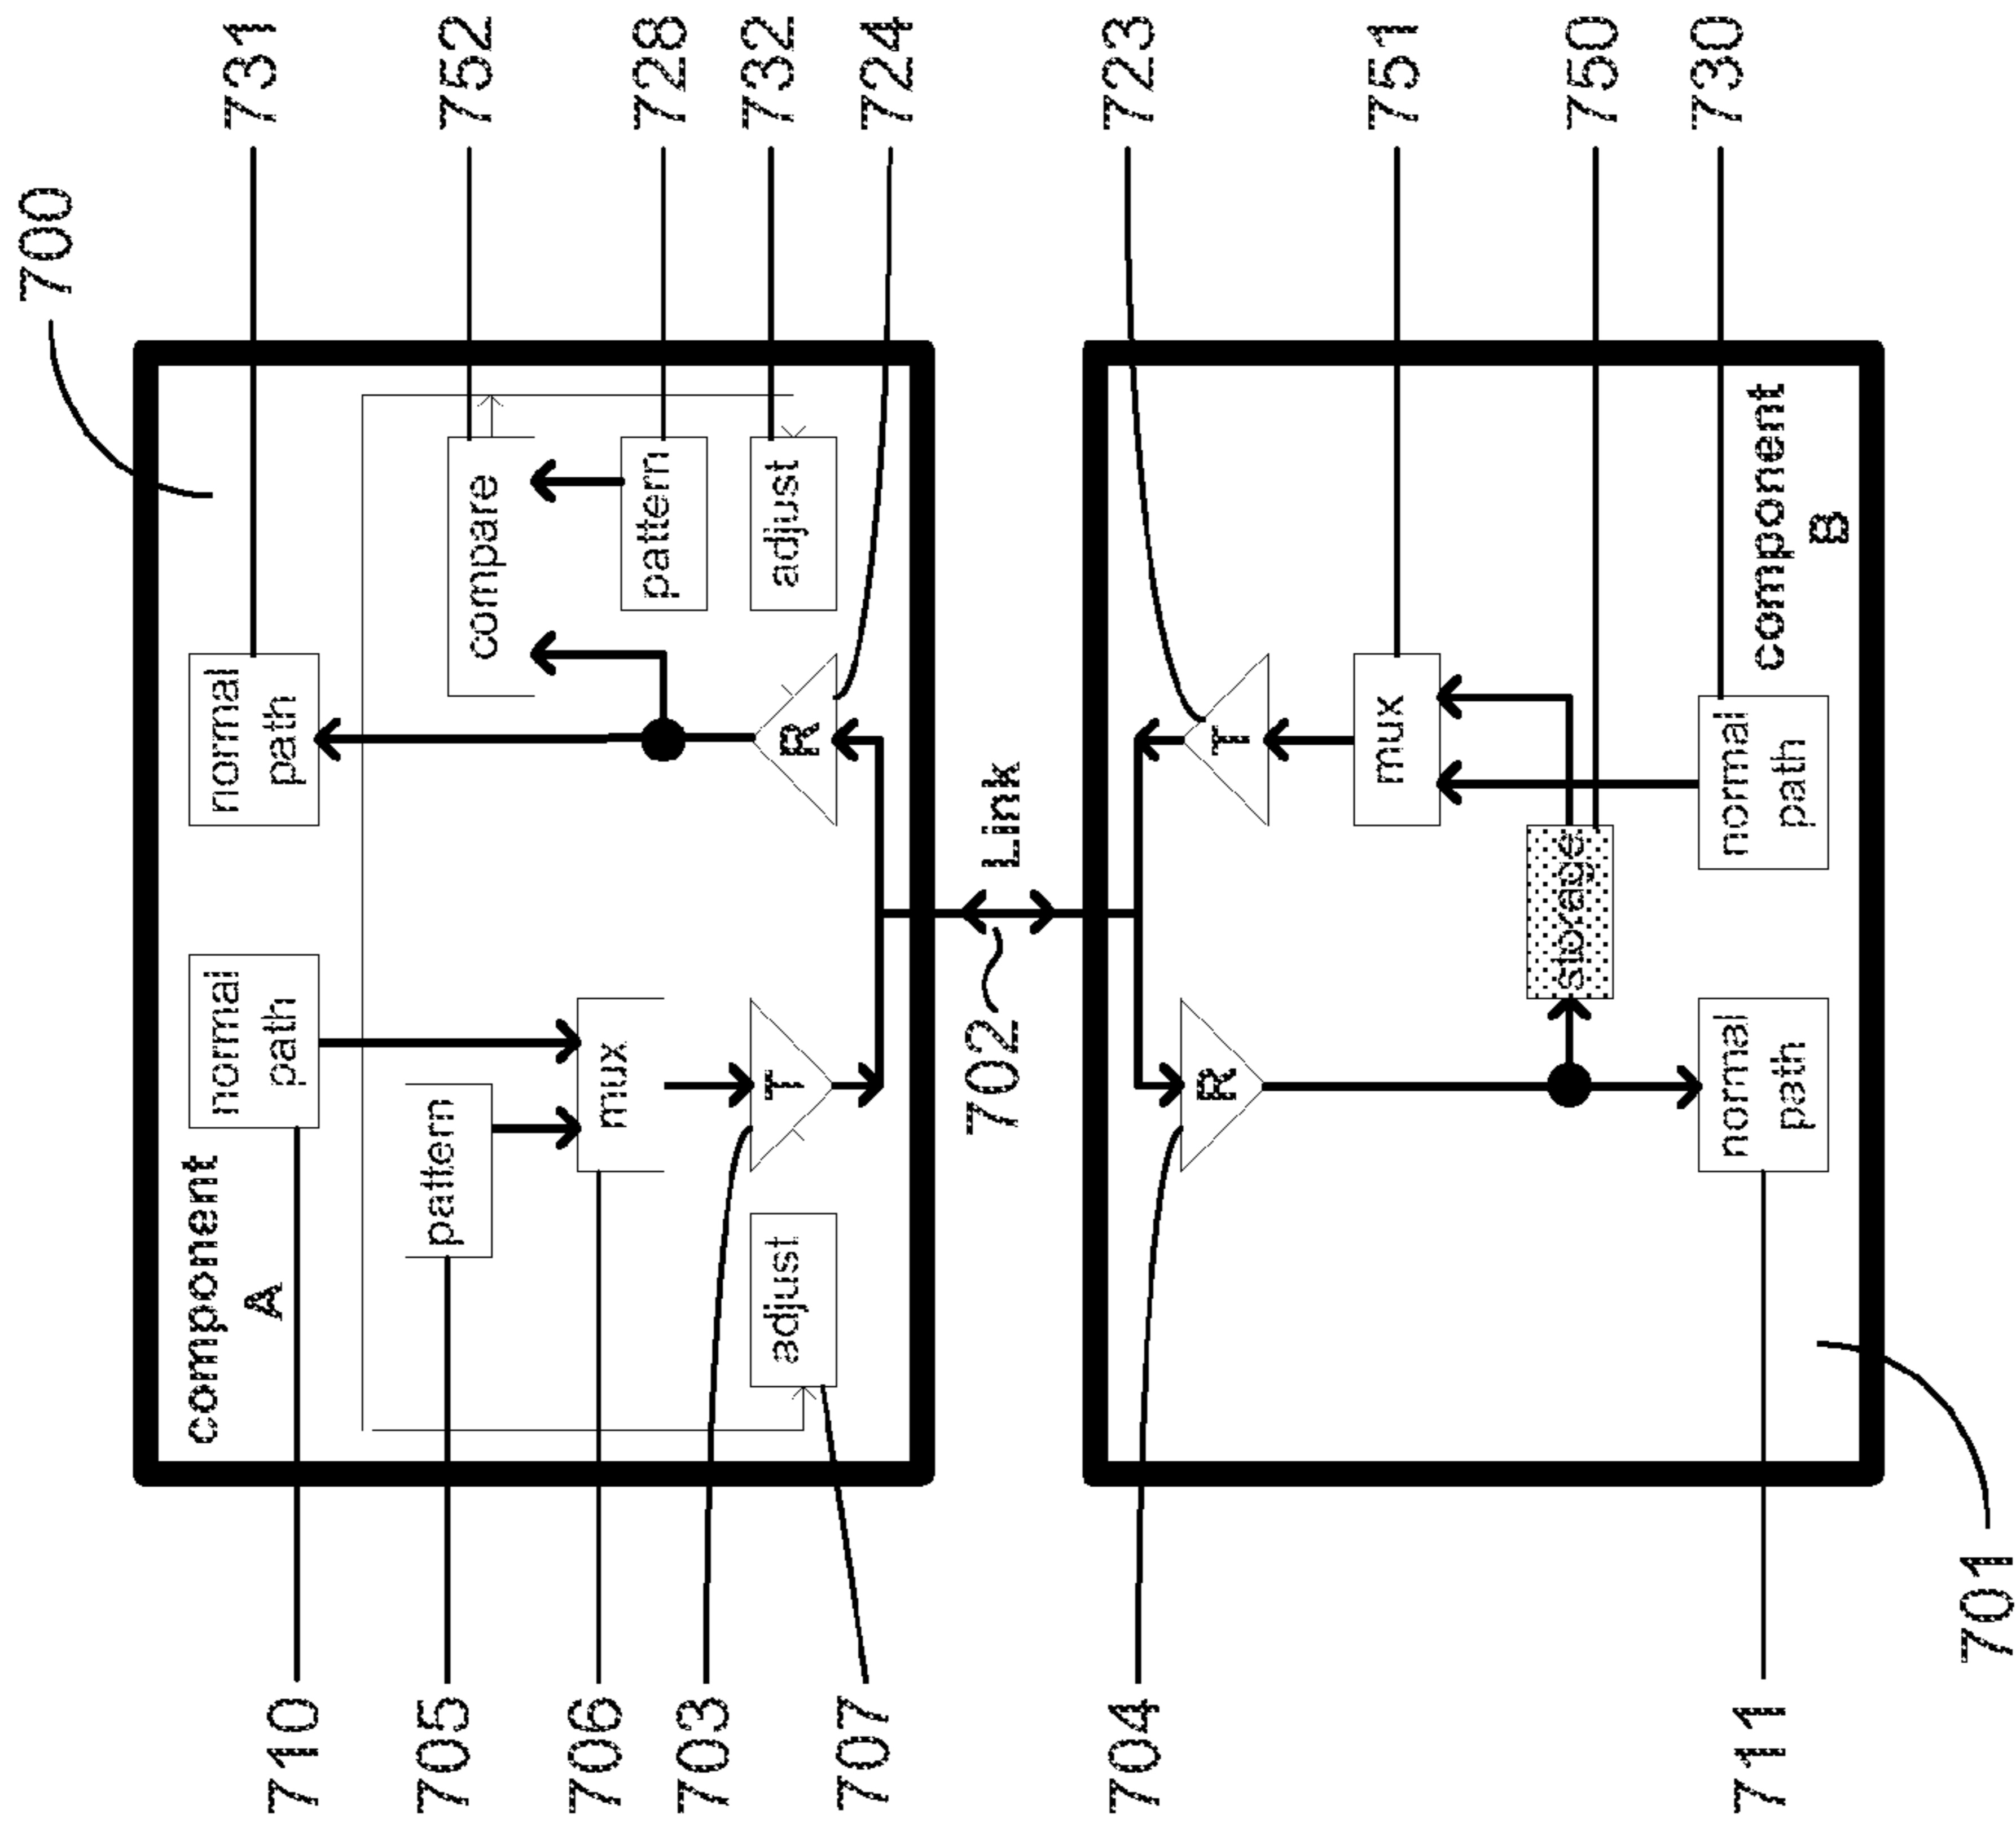 700
731
752
728
732
724
723
751
750
730
component
A
normal
path
normal
path
pattern
mux
T
adjust
compare
pattern
adjust
R
Link
702
R
T
mux
storage
normal
path
normal
path
component
B
710
705
706
703
707
704
711
701